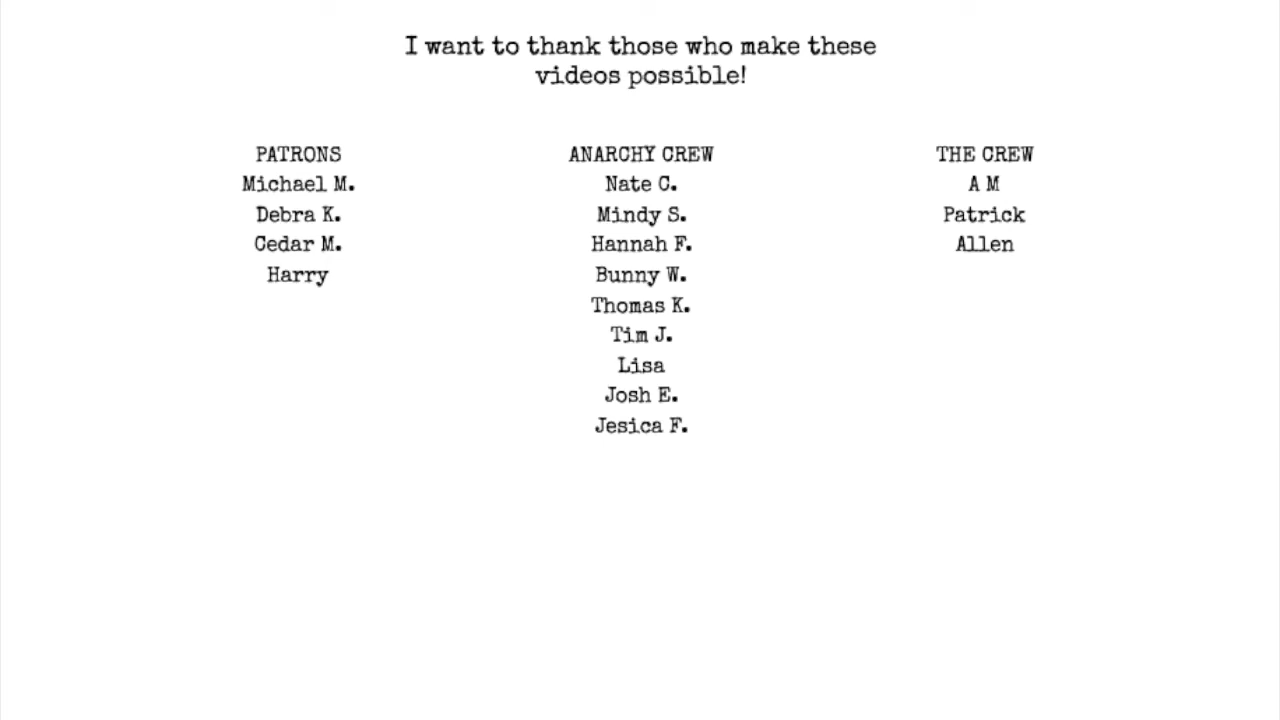 I want to thank those who make these
videos possible!
PATRONS
Michael M.
Debra K.
Cedar M.
Harry
ANARCHY CREW
Nate C.
Mindy S.
Hannah F.
Bunny W.
Thomas K.
Tim J.
Lisa
Josh E.
Jesica F.
THE CREW
A M
Patrick
Allen